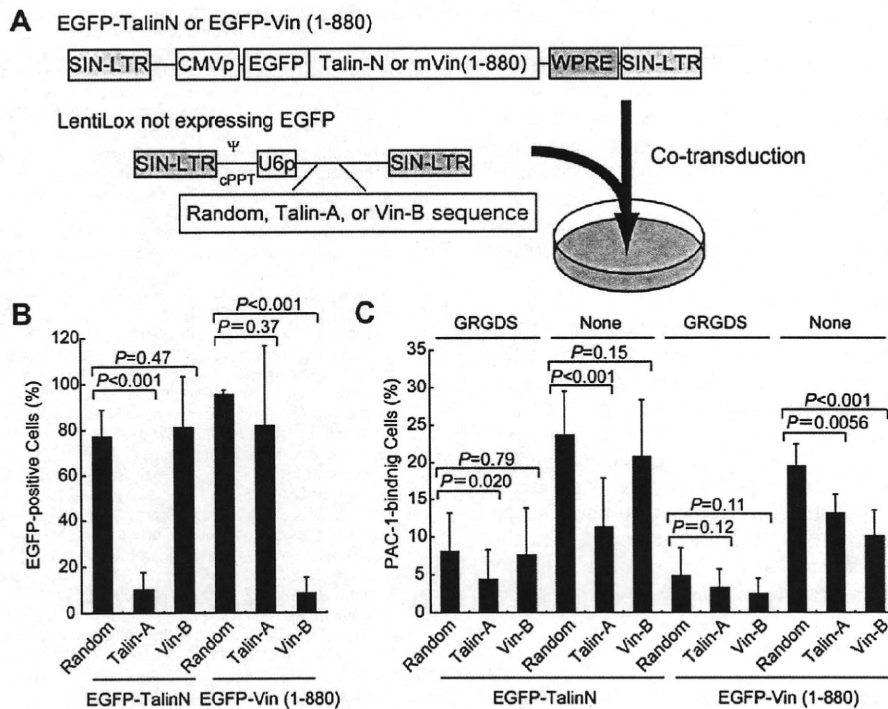 A
EGFP-TalinN or EGFP-Vin (1-880)
SIN-LTR CMVp EGFP Talin-N or mVin(1-880) WPRE SIN-LTR
LentiLox not expressing EGFP
Ψ
SIN-LTR U6p SIN-LTR
cPPT
Random, Talin-A, or Vin-B sequence
Co-transduction
B
EGFP-positive Cells (%)
120
100
80
60
40
20
0
P<0.001
P=0.37
P=0.47
P<0.001
Random Talin-A Vin-B Random Talin-A Vin-B
EGFP-TalinN EGFP-Vin (1-880)
C
GRGDS None GRGDS None
PAC-1-bindnig Cells (%)
35
30
25
20
15
10
5
0
P=0.79
P=0.020
P=0.15
P<0.001
P=0.11
P=0.12
P<0.001
P=0.0056
Random Talin-A Vin-B Random Talin-A Vin-B Random Talin-A Vin-B Random Talin-A Vin-B
EGFP-TalinN EGFP-Vin (1-880)